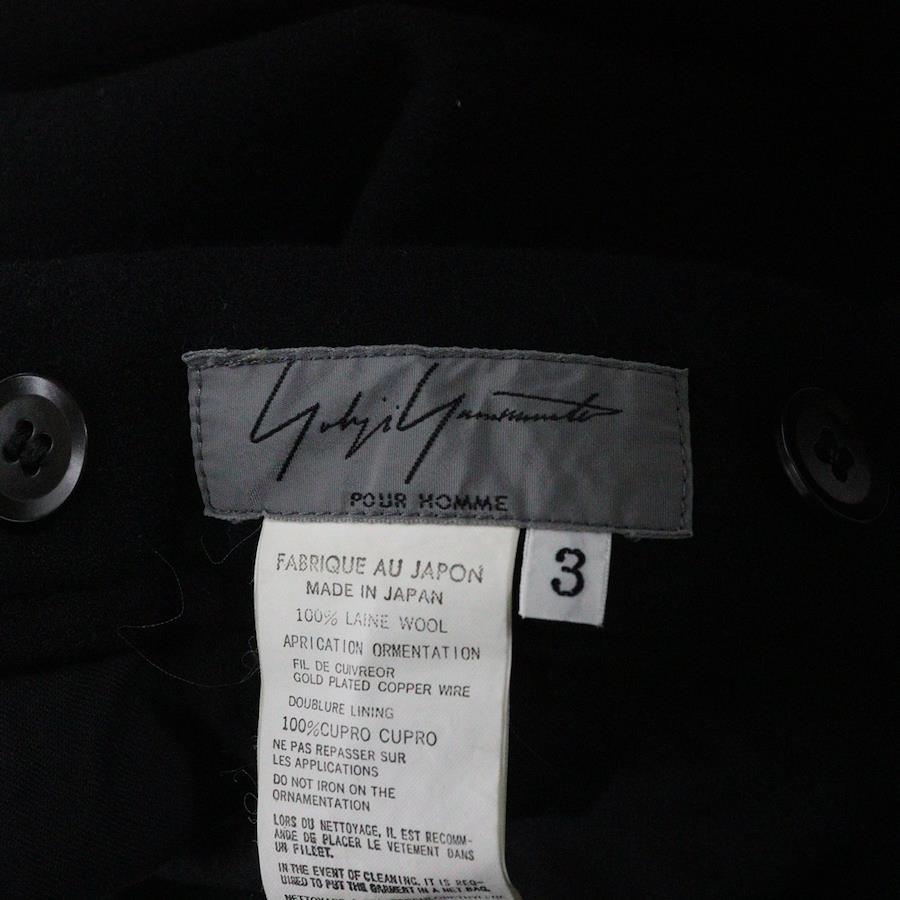 Yohji Yamamoto
POUR HOMME
3
FABRIQUE AU JAPON
MADE IN JAPAN
100% LAINE WOOL
APRICATION ORMENTATION
FIL DE CUIVREOR
GOLD PLATED COPPER WIRE
DOUBLURE LINING
100%CUPRO CUPRO
NE PAS REPASSER SUR
LES APPLICATIONS
DO NOT IRON ON THE
ORNAMENTATION
LORS DU NETTOYAGE, IL EST RECOMM-
ANDE DE PLACER LE VETEMENT DANS
UN FILEET.
IN THE EVENT OF CLEANING, IT IS REQ-
UIRED TO PUT THIS GARMENT IN A NET BAG.